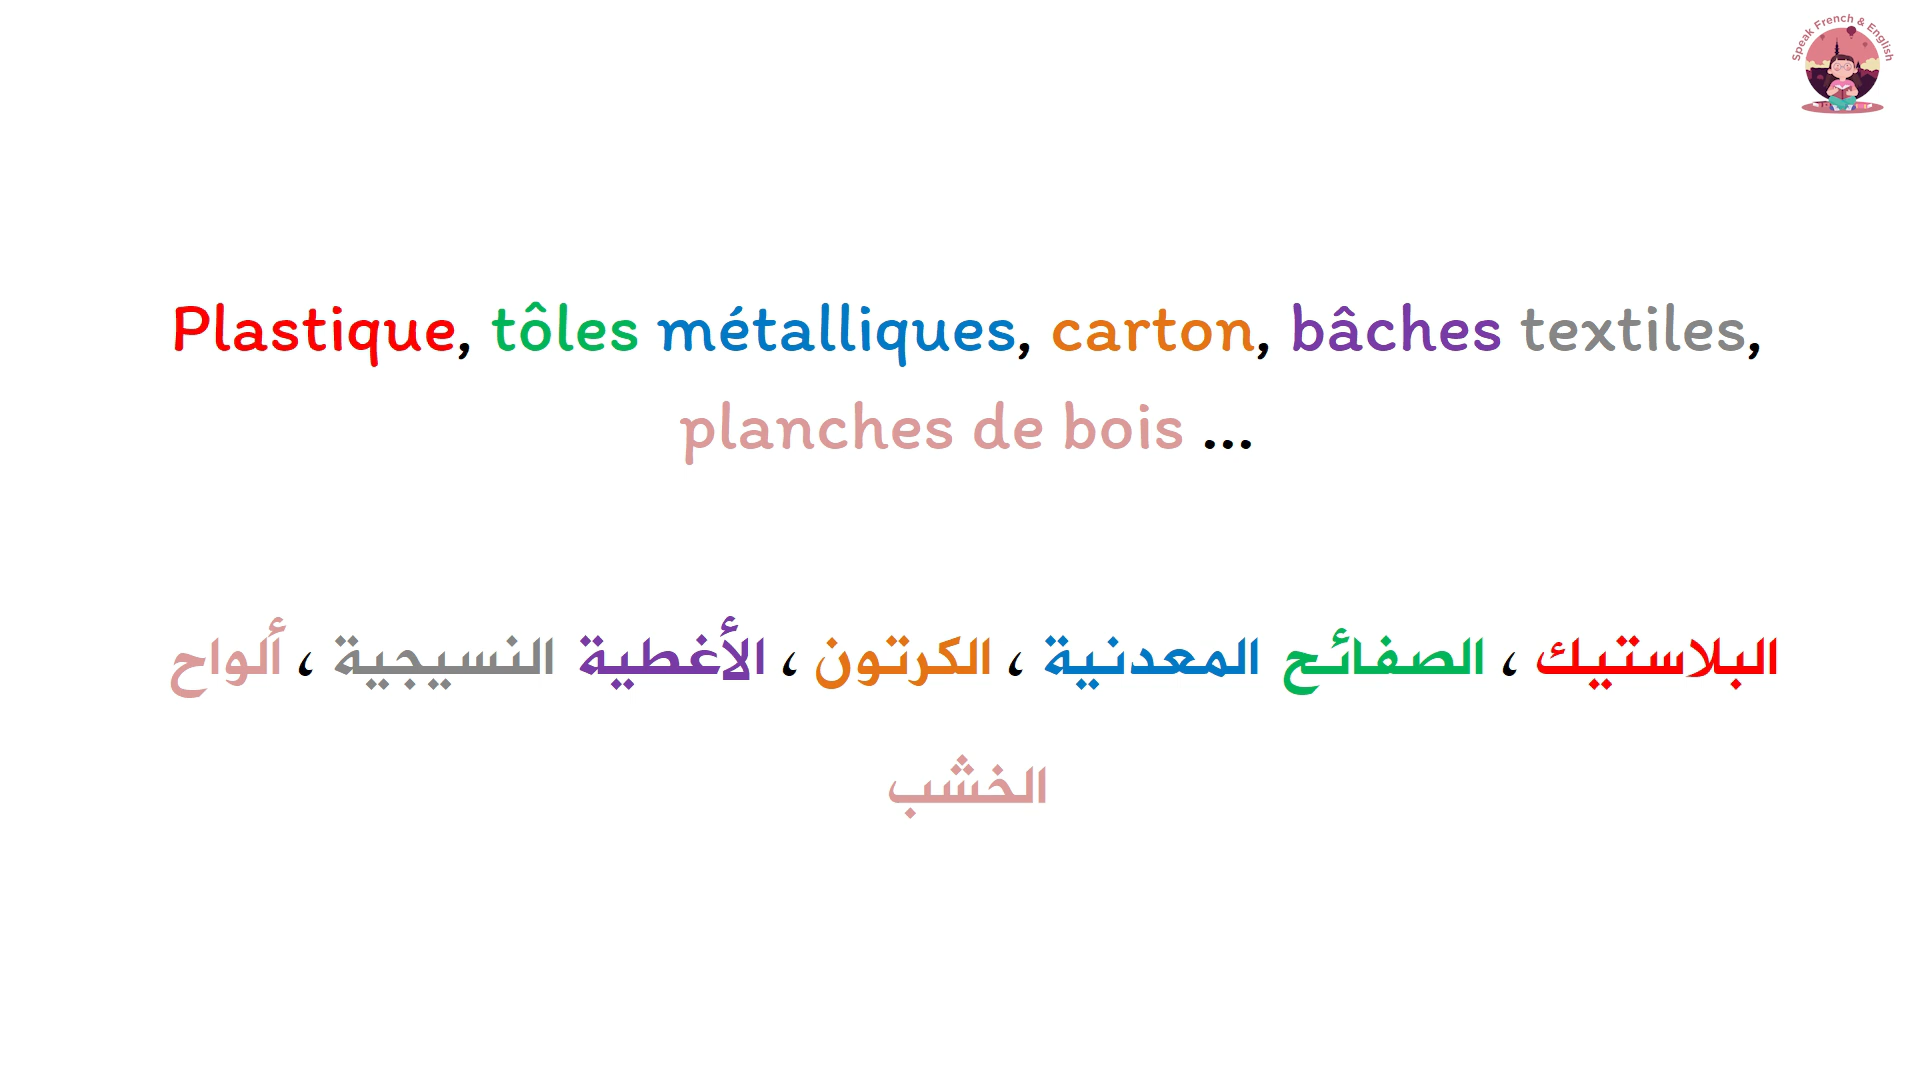 Speak French & English
Plastique, tôles métalliques, carton, bâches textiles,
planches de bois ...
البلاستيك ، الصفائح المعدنية ، الكرتون ، الأغطية النسيجية ، ألواح
الخشب